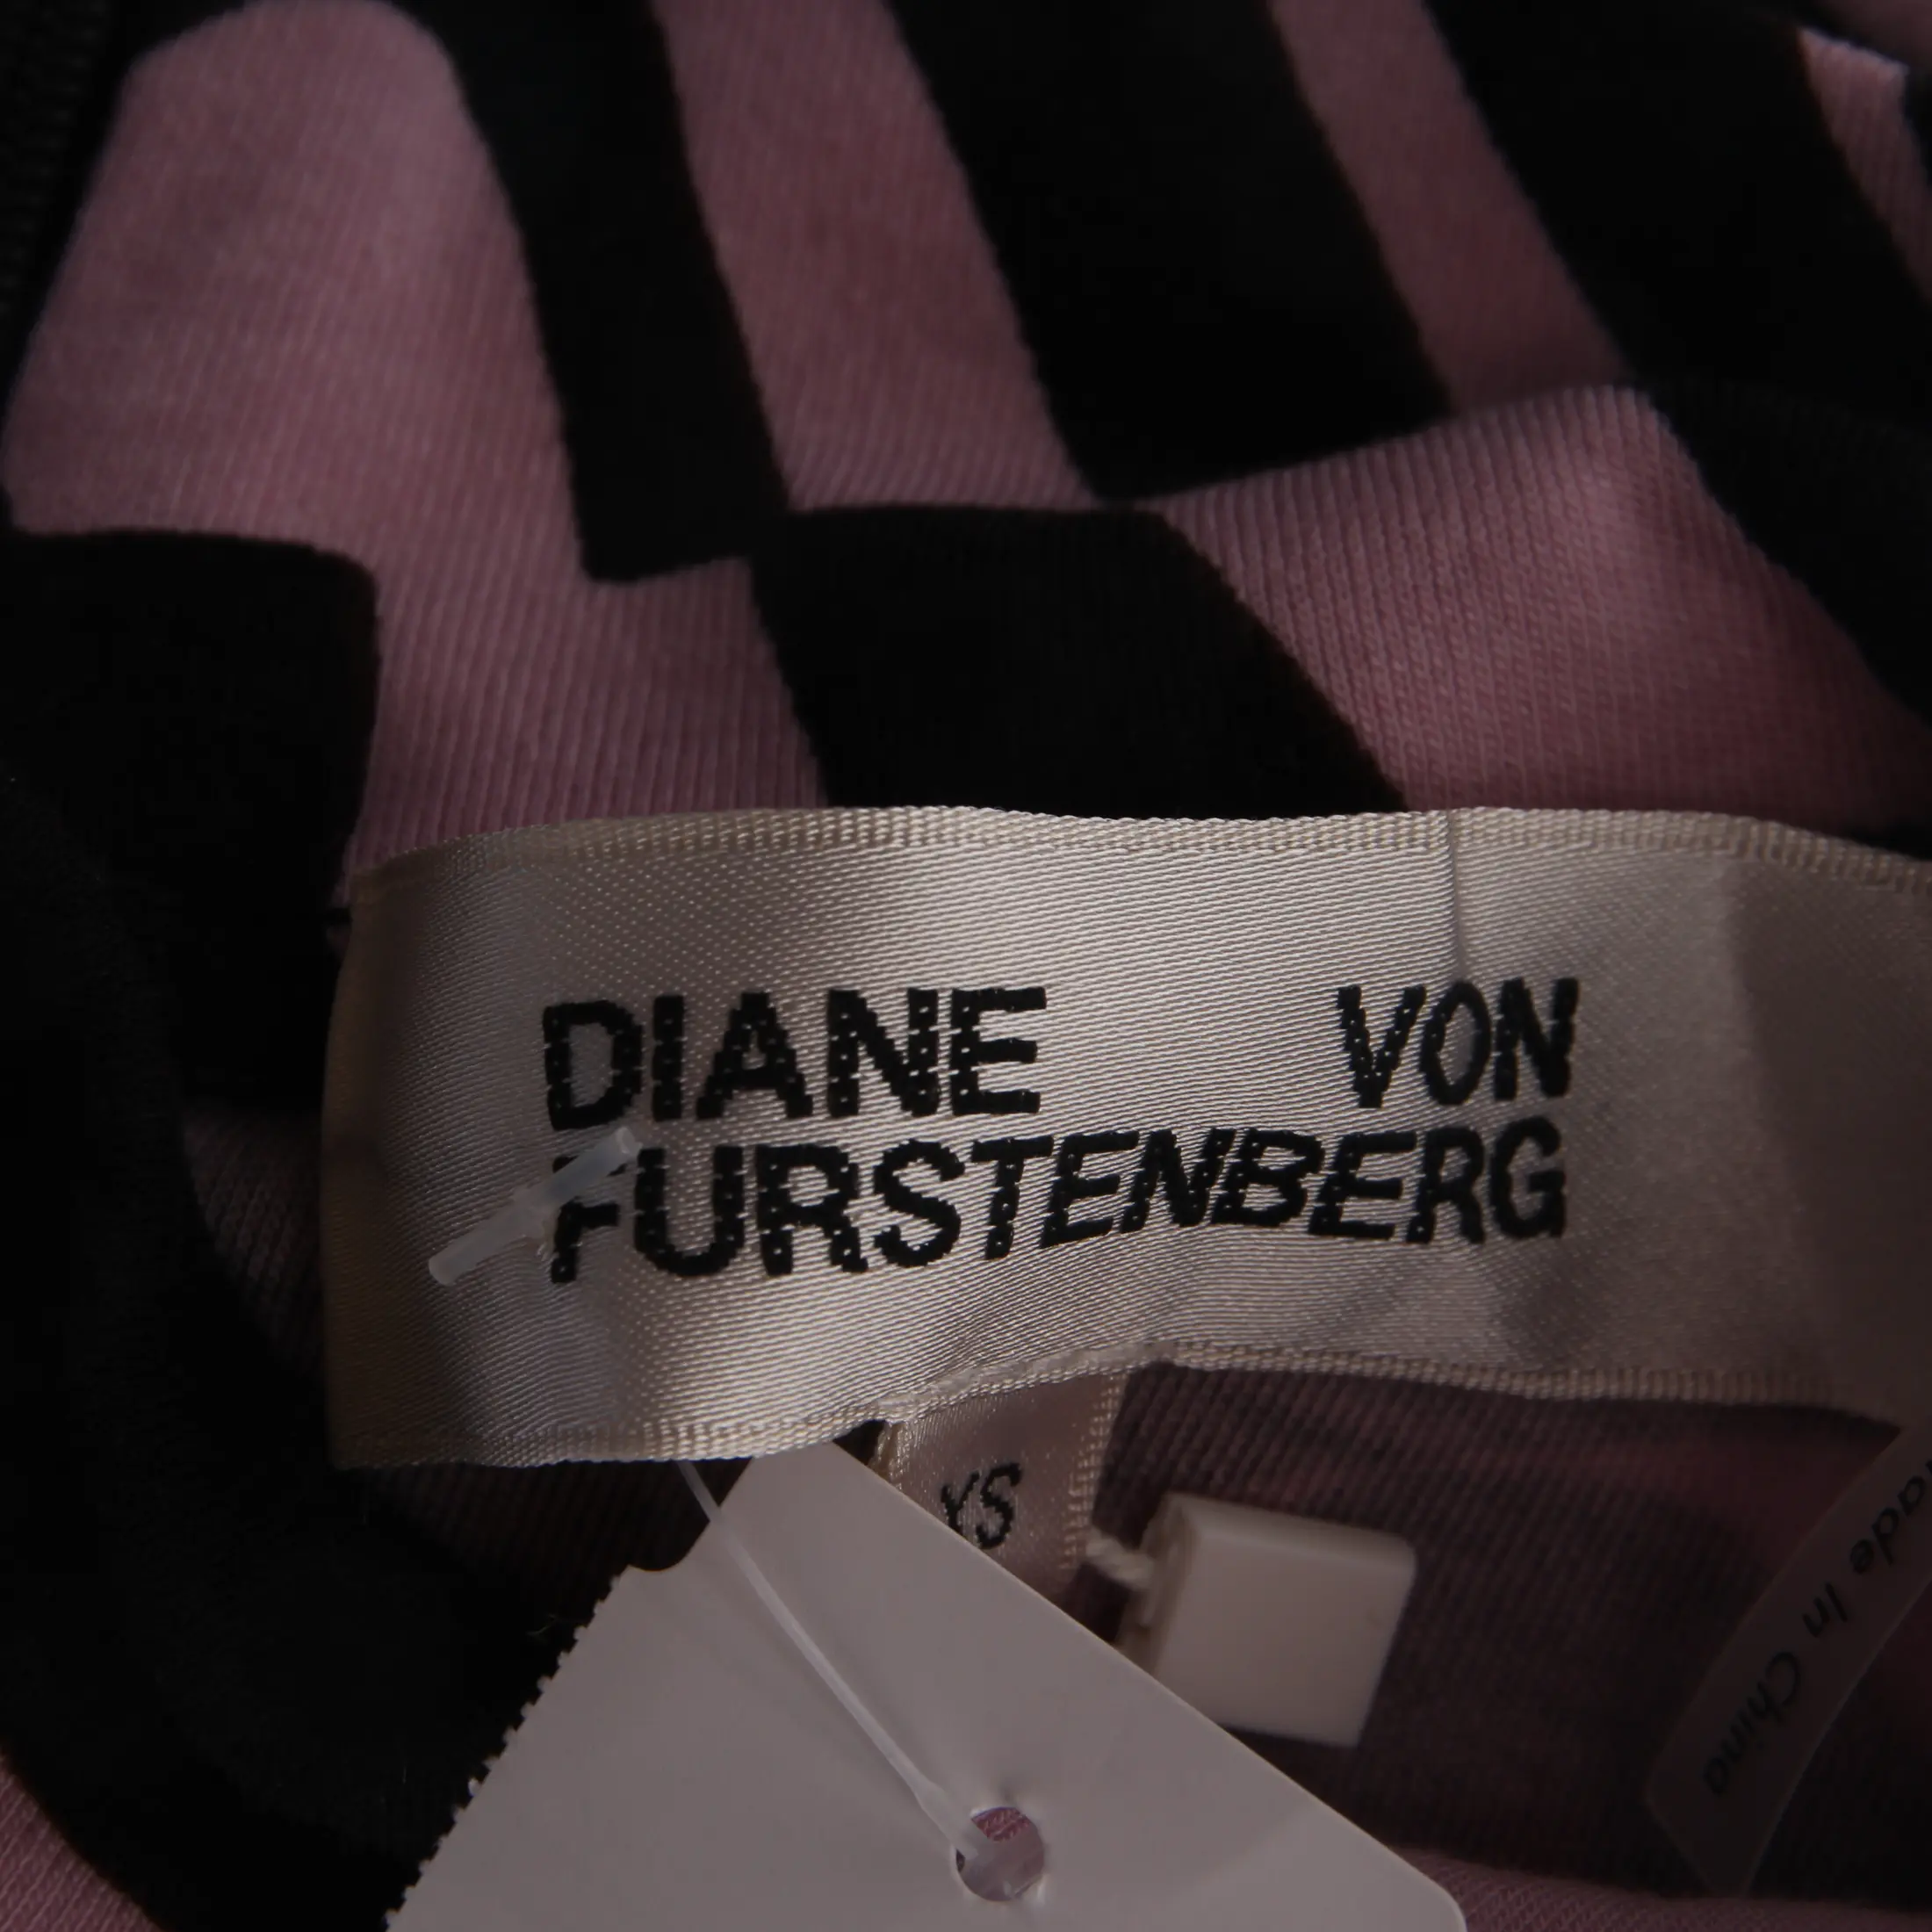 DIANE VON
FURSTENBERG
XS
Made In China